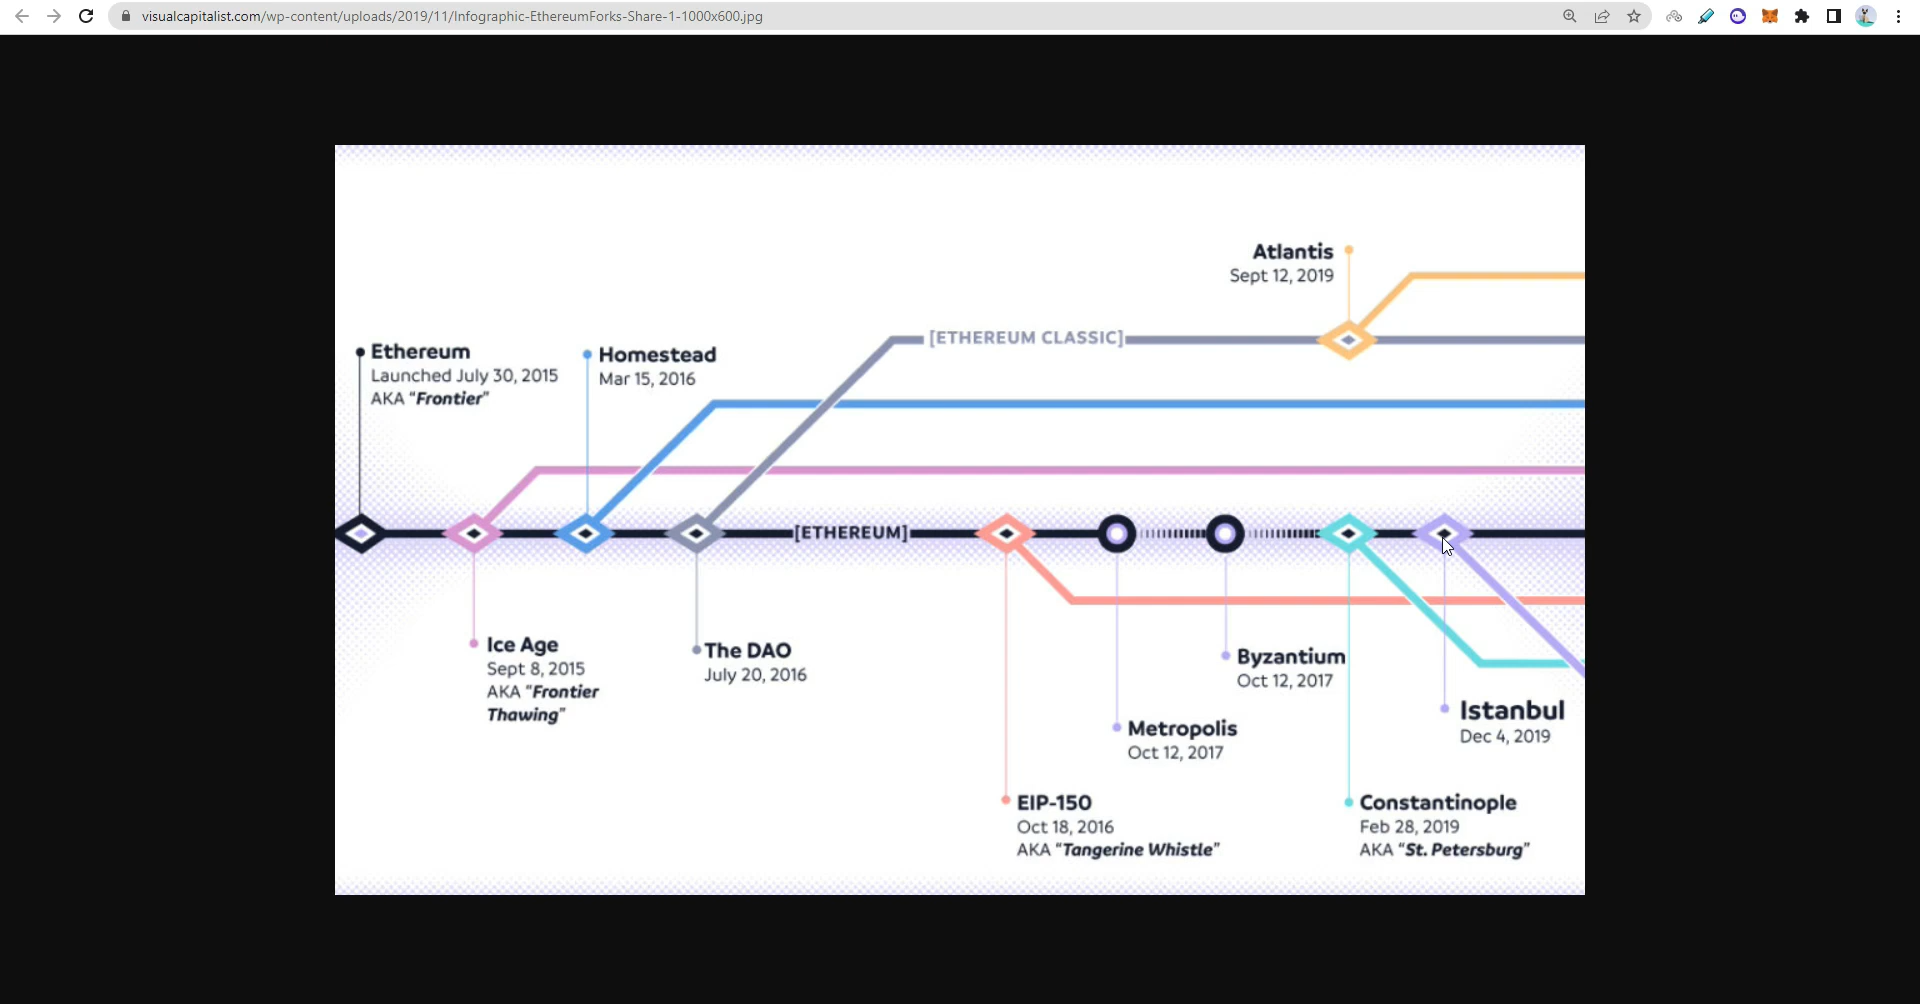 visualcapitalist.com/wp-content/uploads/2019/11/Infographic-EthereumForks-Share-1-1000x600.jpg
Atlantis
Sept 12, 2019
[ETHEREUM CLASSIC]
Ethereum
Launched July 30, 2015
AKA “Frontier”
Homestead
Mar 15, 2016
[ETHEREUM]
Ice Age
Sept 8, 2015
AKA “Frontier
Thawing”
The DAO
July 20, 2016
Byzantium
Oct 12, 2017
Metropolis
Oct 12, 2017
Istanbul
Dec 4, 2019
EIP-150
Oct 18, 2016
AKA “Tangerine Whistle”
Constantinople
Feb 28, 2019
AKA “St. Petersburg”